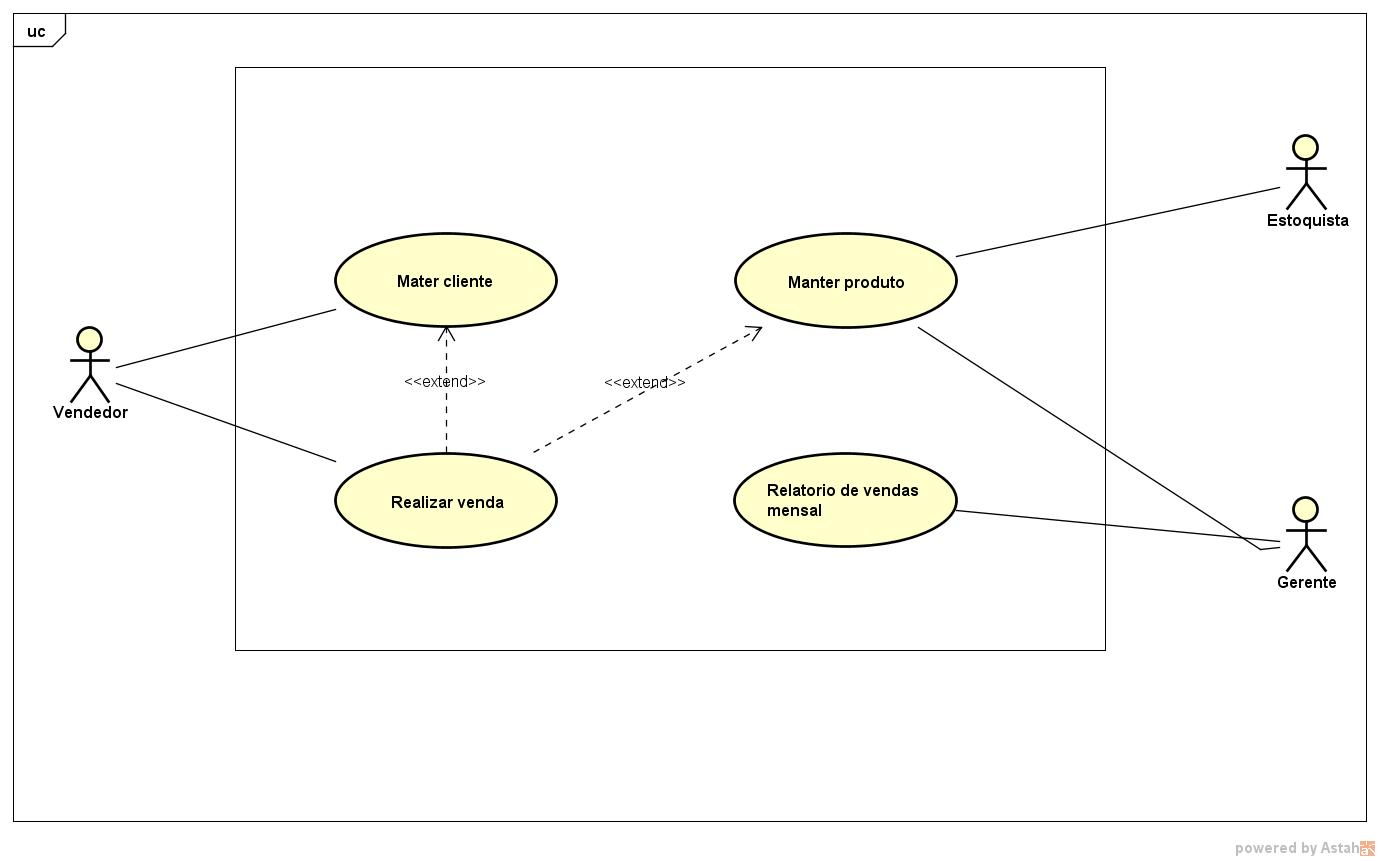 uc
Estoquista
Mater cliente
Manter produto
<<extend>>
<<extend>>
Vendedor
Realizar venda
Relatorio de vendas
mensal
Gerente
powered by Astah